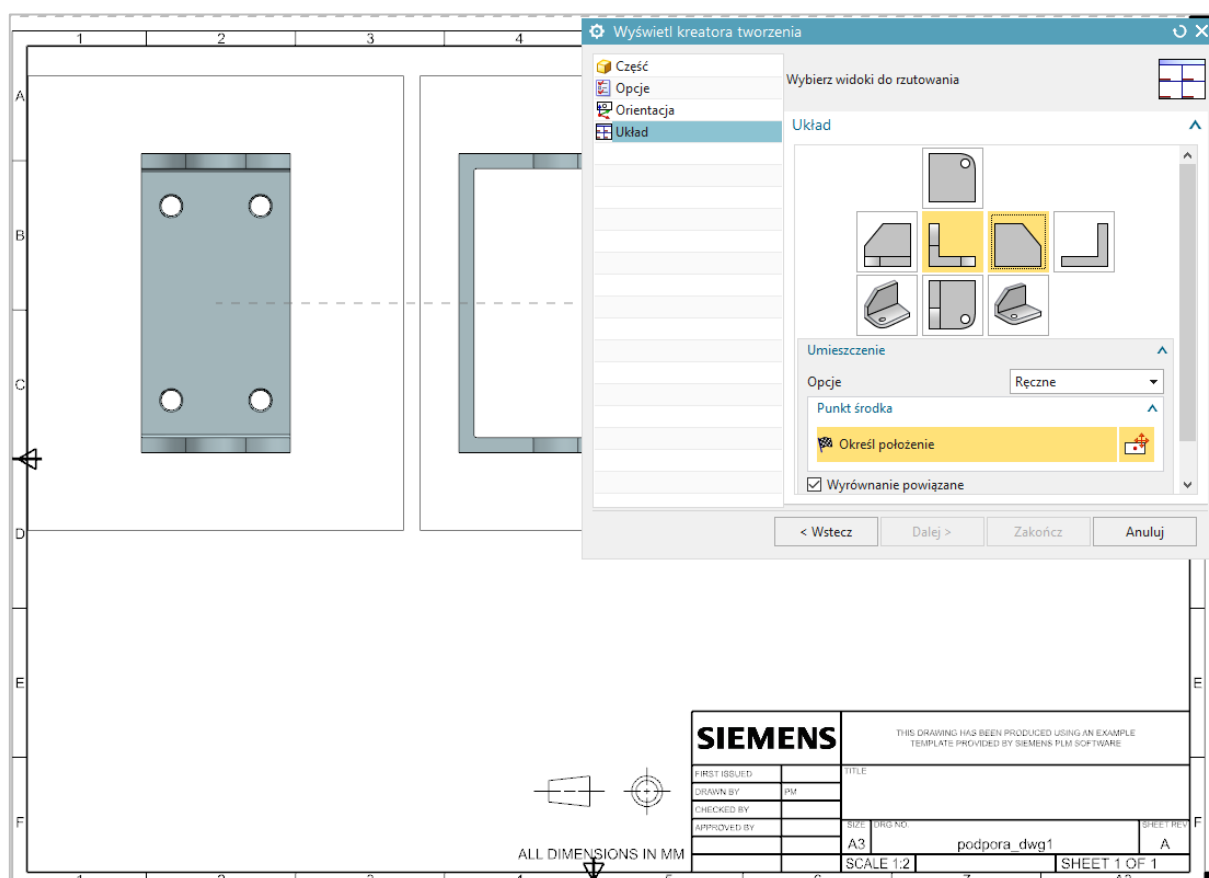 1 2 3 4
Wyświetl kreatora tworzenia
Część
Opcje
Orientacja
Układ
Wybierz widoki do rzutowania
Układ
Umieszczenie
Opcje
Ręczne
Punkt środka
Określ położenie
Wyrównanie powiązane
< Wstecz
Dalej >
Zakończ
Anuluj
A
B
C
D
E
E
F
F
SIEMENS
THIS DRAWING HAS BEEN PRODUCED USING AN EXAMPLE
TEMPLATE PROVIDED BY SIEMENS PLM SOFTWARE
FIRST ISSUED
TITLE
DRAWN BY
PM
CHECKED BY
APPROVED BY
SIZE
DRG NO.
SHEET REV
A3
podpora_dwg1
A
SCALE 1:2
SHEET 1 OF 1
ALL DIMENSIONS IN MM